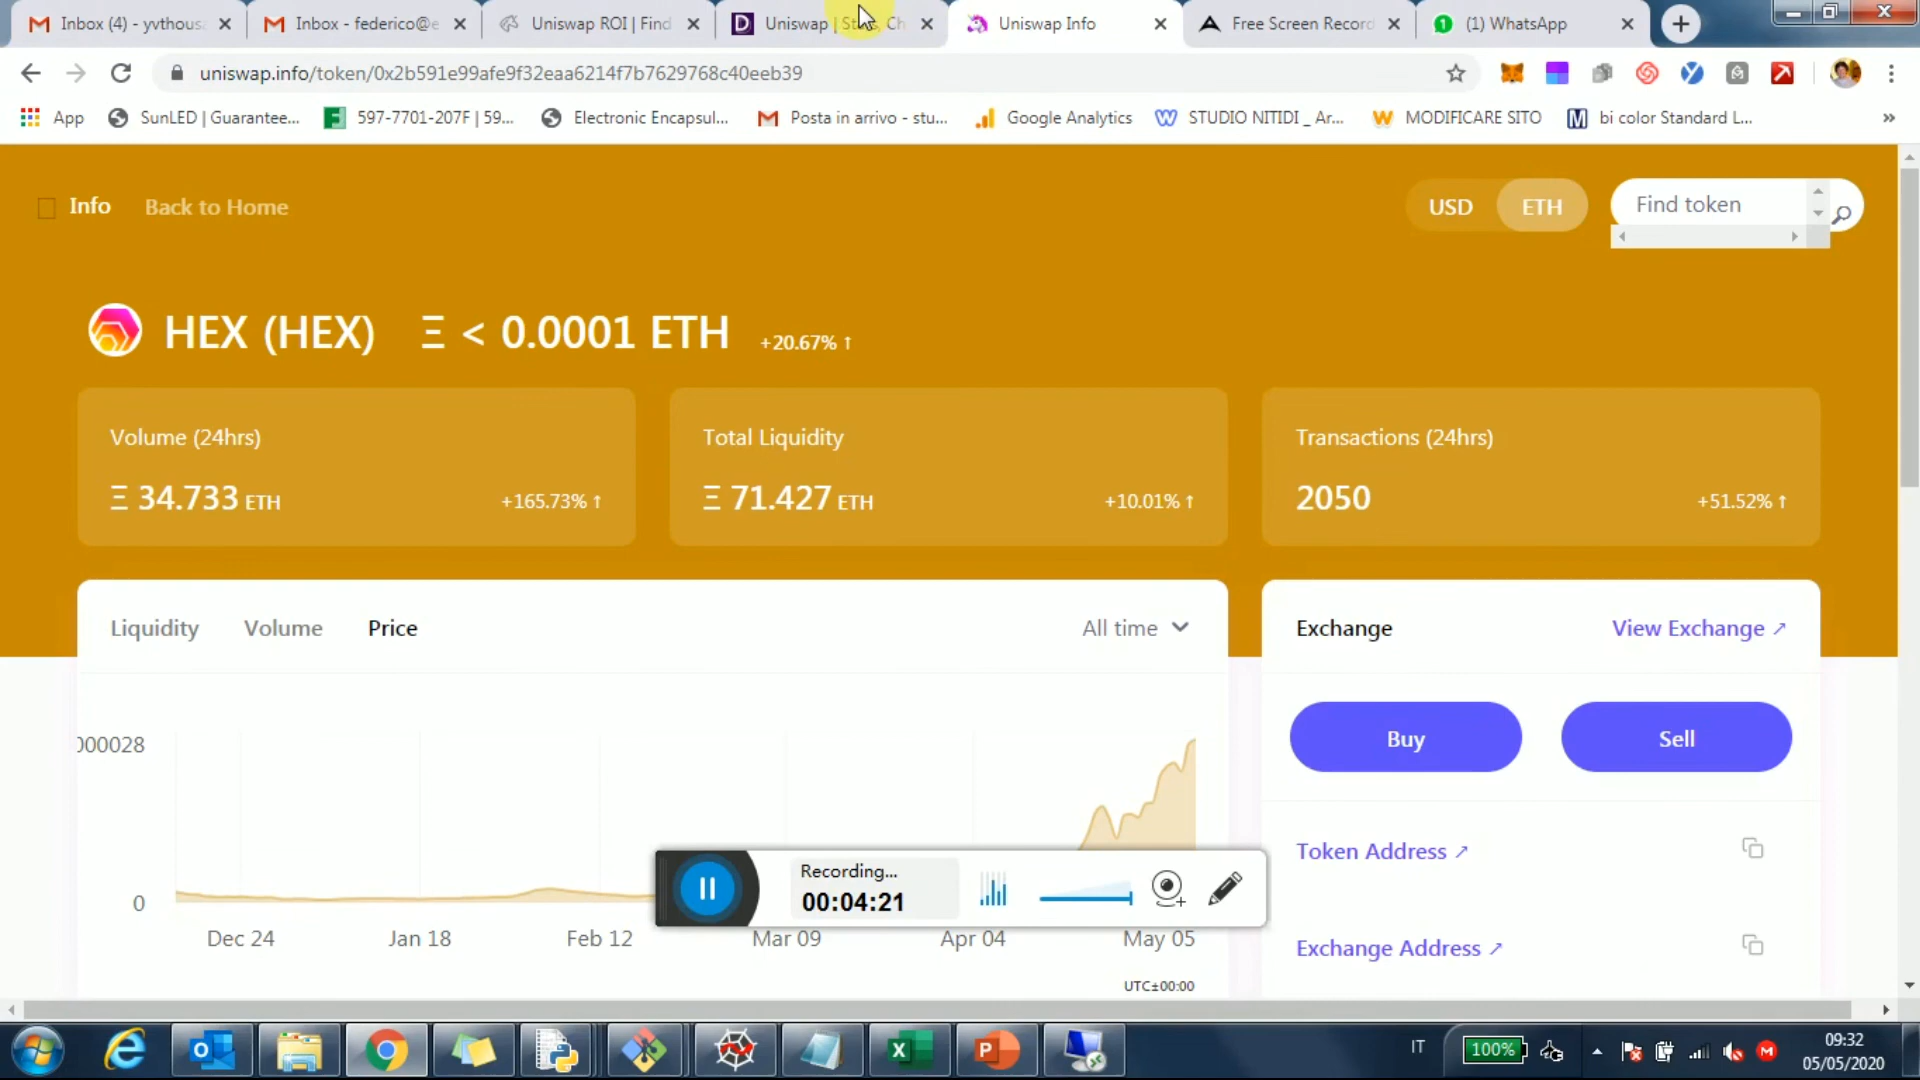 Inbox (4) - yvthous
Inbox - federico@e
Uniswap ROI | Find
Uniswap | Stats, Ch
Uniswap Info
Free Screen Record
(1) WhatsApp
uniswap.info/token/0x2b591e99afe9f32eaa6214f7b7629768c40eeb39
App
SunLED | Guarantee...
597-7701-207F | 59...
Electronic Encapsul...
Posta in arrivo - stu...
Google Analytics
STUDIO NITIDI _ Ar...
MODIFICARE SITO
bi color Standard L...
»
Info
Back to Home
USD
ETH
Find token
HEX (HEX)
Ξ < 0.0001 ETH
+20.67% ↑
Volume (24hrs)
Ξ 34.733 ETH
+165.73% ↑
Total Liquidity
Ξ 71.427 ETH
+10.01% ↑
Transactions (24hrs)
2050
+51.52% ↑
Liquidity
Volume
Price
All time
Exchange
View Exchange ↗
Buy
Sell
Token Address ↗
Exchange Address ↗
000028
0
Dec 24
Jan 18
Feb 12
Mar 09
Apr 04
May 05
UTC±00:00
Recording...
00:04:21
IT
100%
09:32
05/05/2020